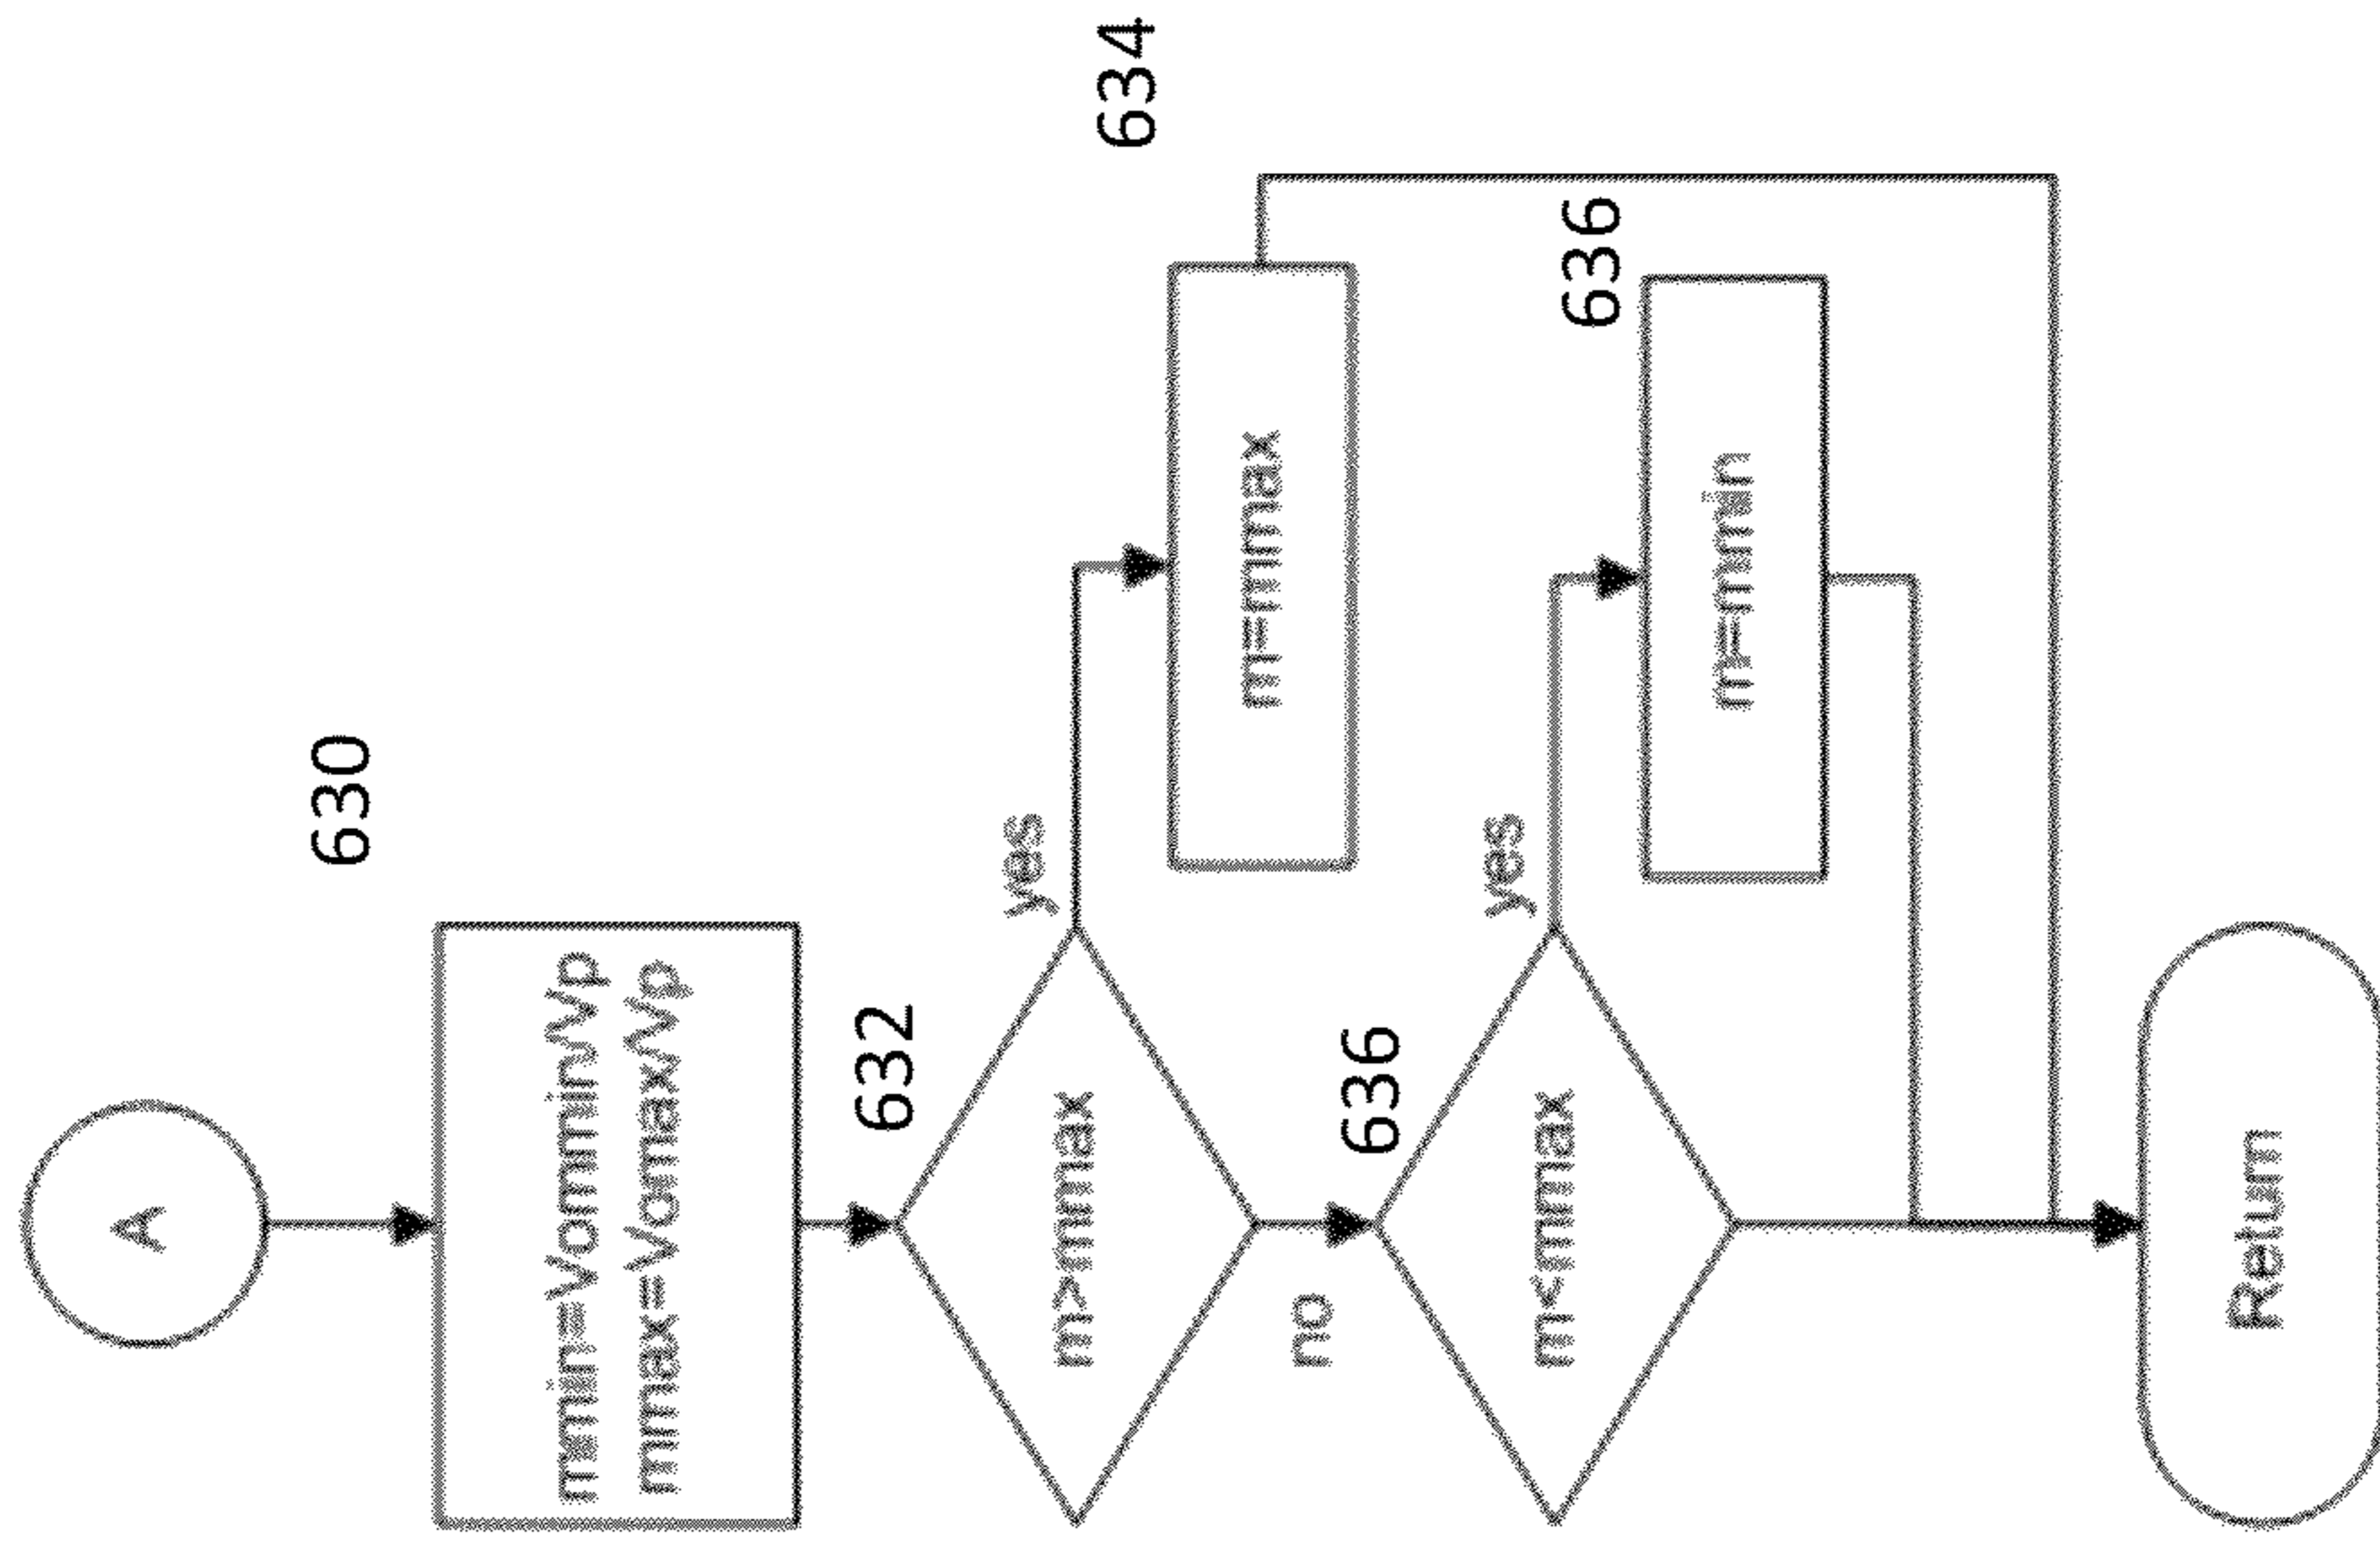 A
630
mmin=Vommin/Vp
mmax=Vomax/Vp
632
m>mmax
yes
634
m=mmax
no
636
m<mmax
yes
636
m=mmin
Return